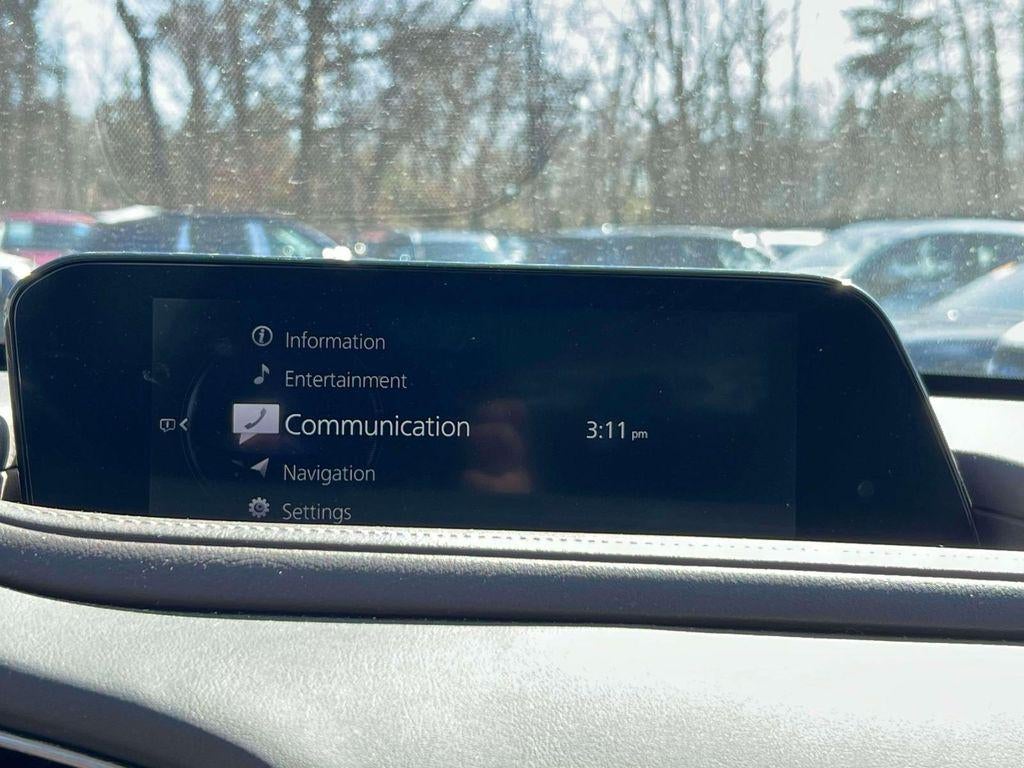 Information
Entertainment
Communication
3:11 pm
Navigation
Settings